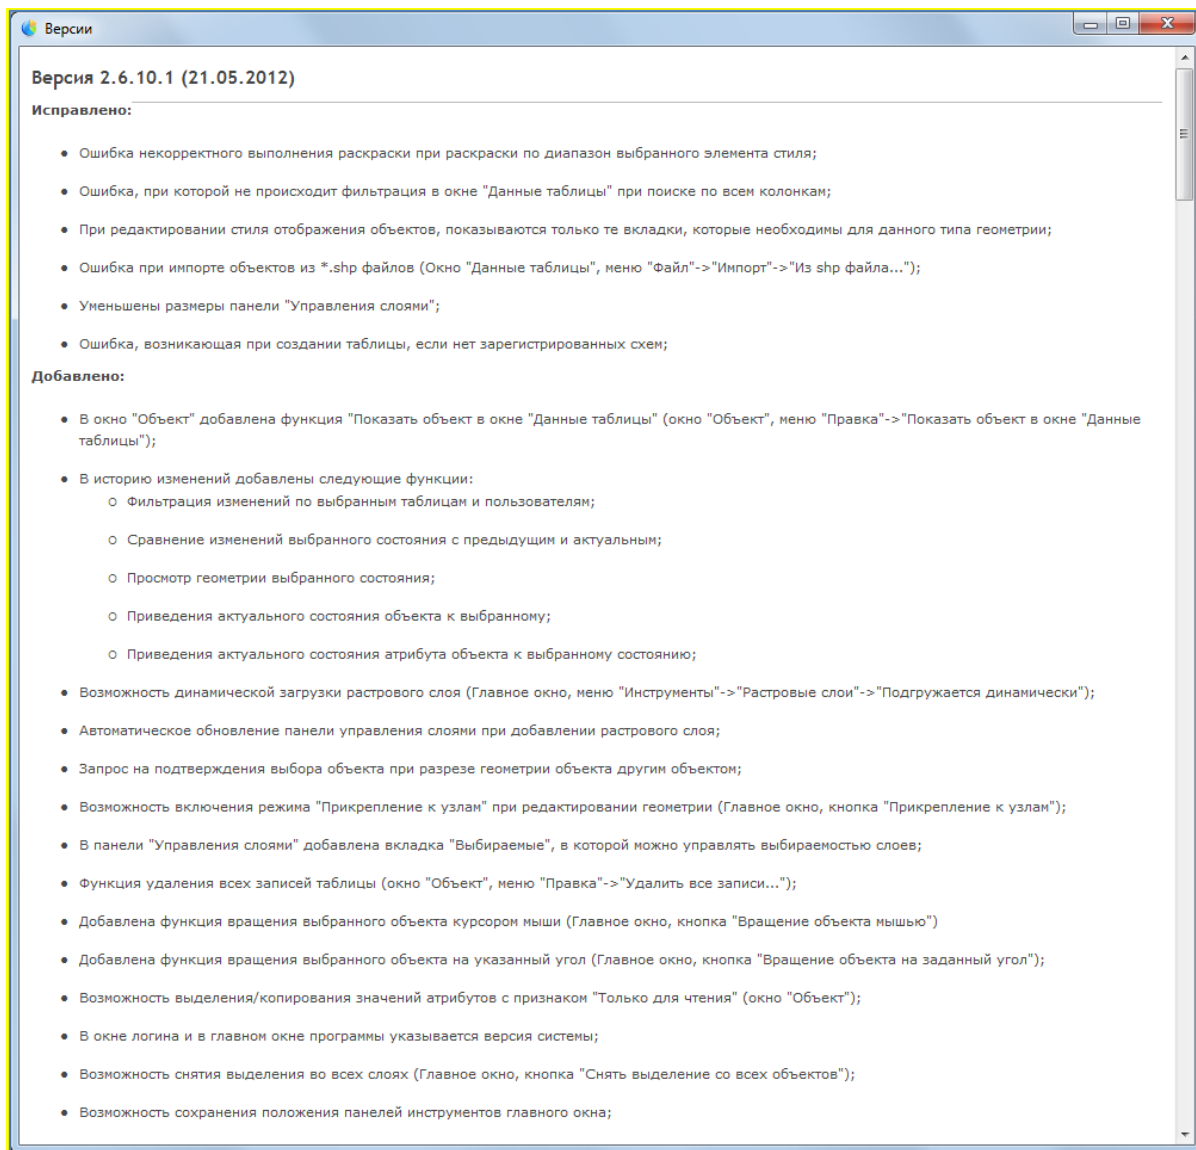 Версии
Версия 2.6.10.1 (21.05.2012)
Исправлено:
● Ошибка некорректного выполнения раскраски при раскраски по диапазон выбранного элемента стиля;
● Ошибка, при которой не происходит фильтрация в окне "Данные таблицы" при поиске по всем колонкам;
● При редактировании стиля отображения объектов, показываются только те вкладки, которые необходимы для данного типа геометрии;
● Ошибка при импорте объектов из *.shp файлов (Окно "Данные таблицы", меню "Файл"->"Импорт"->"Из shp файла...");
● Уменьшены размеры панели "Управления слоями";
● Ошибка, возникающая при создании таблицы, если нет зарегистрированных схем;
Добавлено:
● В окно "Объект" добавлена функция "Показать объект в окне "Данные таблицы" (окно "Объект", меню "Правка"->"Показать объект в окне "Данные
таблицы");
● В историю изменений добавлены следующие функции:
○ Фильтрация изменений по выбранным таблицам и пользователям;
○ Сравнение изменений выбранного состояния с предыдущим и актуальным;
○ Просмотр геометрии выбранного состояния;
○ Приведения актуального состояния объекта к выбранному;
○ Приведения актуального состояния атрибута объекта к выбранному состоянию;
● Возможность динамической загрузки растрового слоя (Главное окно, меню "Инструменты"->"Растровые слои"->"Подгружается динамически");
● Автоматическое обновление панели управления слоями при добавлении растрового слоя;
● Запрос на подтверждения выбора объекта при разрезе геометрии объекта другим объектом;
● Возможность включения режима "Прикрепление к узлам" при редактировании геометрии (Главное окно, кнопка "Прикрепление к узлам");
● В панели "Управления слоями" добавлена вкладка "Выбираемые", в которой можно управлять выбираемостью слоев;
● Функция удаления всех записей таблицы (окно "Объект", меню "Правка"->"Удалить все записи...");
● Добавлена функция вращения выбранного объекта курсором мыши (Главное окно, кнопка "Вращение объекта мышью")
● Добавлена функция вращения выбранного объекта на указанный угол (Главное окно, кнопка "Вращение объекта на заданный угол");
● Возможность выделения/копирования значений атрибутов с признаком "Только для чтения" (окно "Объект");
● В окне логина и в главном окне программы указывается версия системы;
● Возможность снятия выделения во всех слоях (Главное окно, кнопка "Снять выделение со всех объектов");
● Возможность сохранения положения панелей инструментов главного окна;